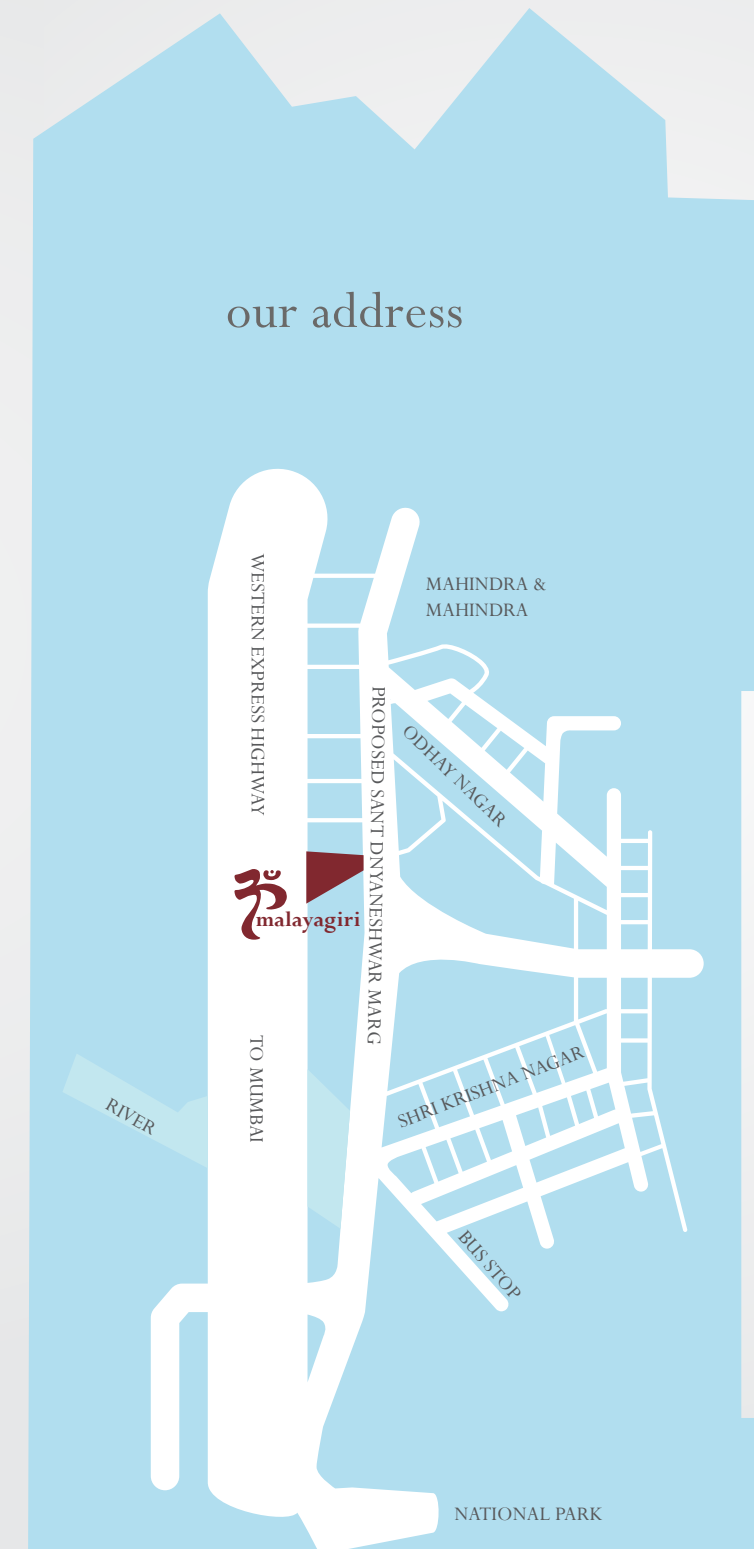 our address
WESTERN EXPRESS HIGHWAY
MAHINDRA &
MAHINDRA
PROPOSED SANT DNYANESHWAR MARG
ODHAY NAGAR
malayagiri
TO MUMBAI
RIVER
SHRI KRISHNA NAGAR
BUS STOP
NATIONAL PARK